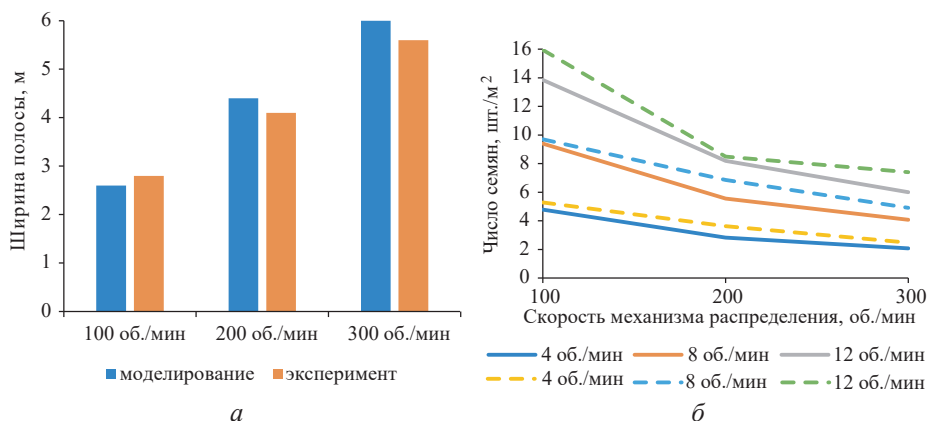 Ширина полосы, м
6
5
4
3
2
1
0
100 об./мин 200 об./мин 300 об./мин
моделирование эксперимент
а
Число семян, шт./м²
16
14
12
10
8
6
4
2
0
100 200 300
Скорость механизма распределения, об./мин
4 об./мин 8 об./мин 12 об./мин
4 об./мин 8 об./мин 12 об./мин
б